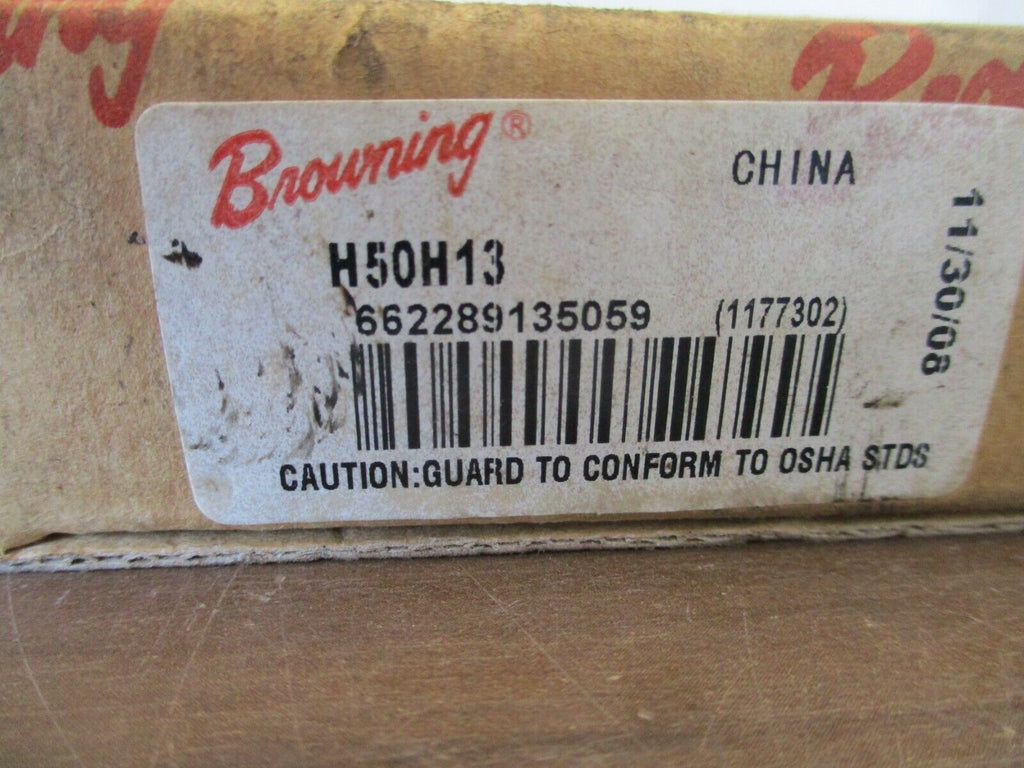 Browning®
CHINA
H50H13
662289135059 (1177302)
11/30/08
CAUTION:GUARD TO CONFORM TO OSHA STDS